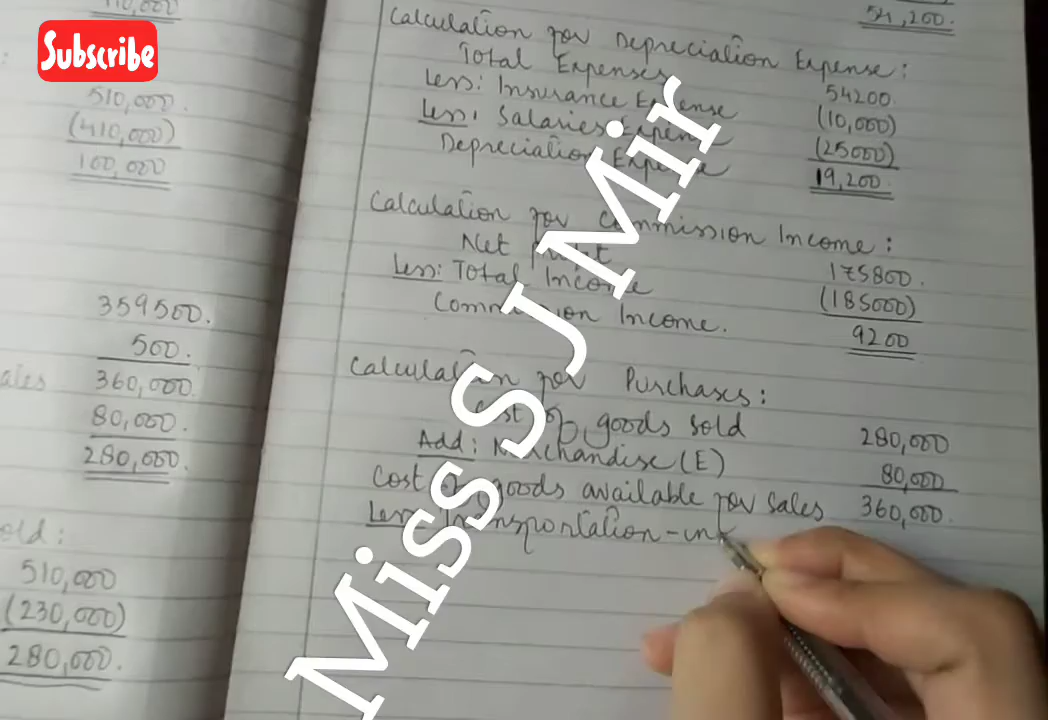 110,000
Subscribe
510,000.
(410,000)
100,000
359500.
500.
ales 360,000.
80,000.
280,000.
old:
510,000
(230,000)
280,000.
54,200.
Calculation for Depreciation Expense:
Total Expenses 54200.
Less: Insurance Expense (10,000)
Less: Salaries Expense (25000)
Depreciation Expense 19,200.
Calculation for Commission Income:
Net Profit 175800.
Less: Total Income (185000)
Commission Income. 9200
Calculation for Purchases:
Cost of goods sold 280,000
Add: Merchandise (E) 80,000
Cost of goods available for sales 360,000.
Less: Transportation-in
Miss J Mir